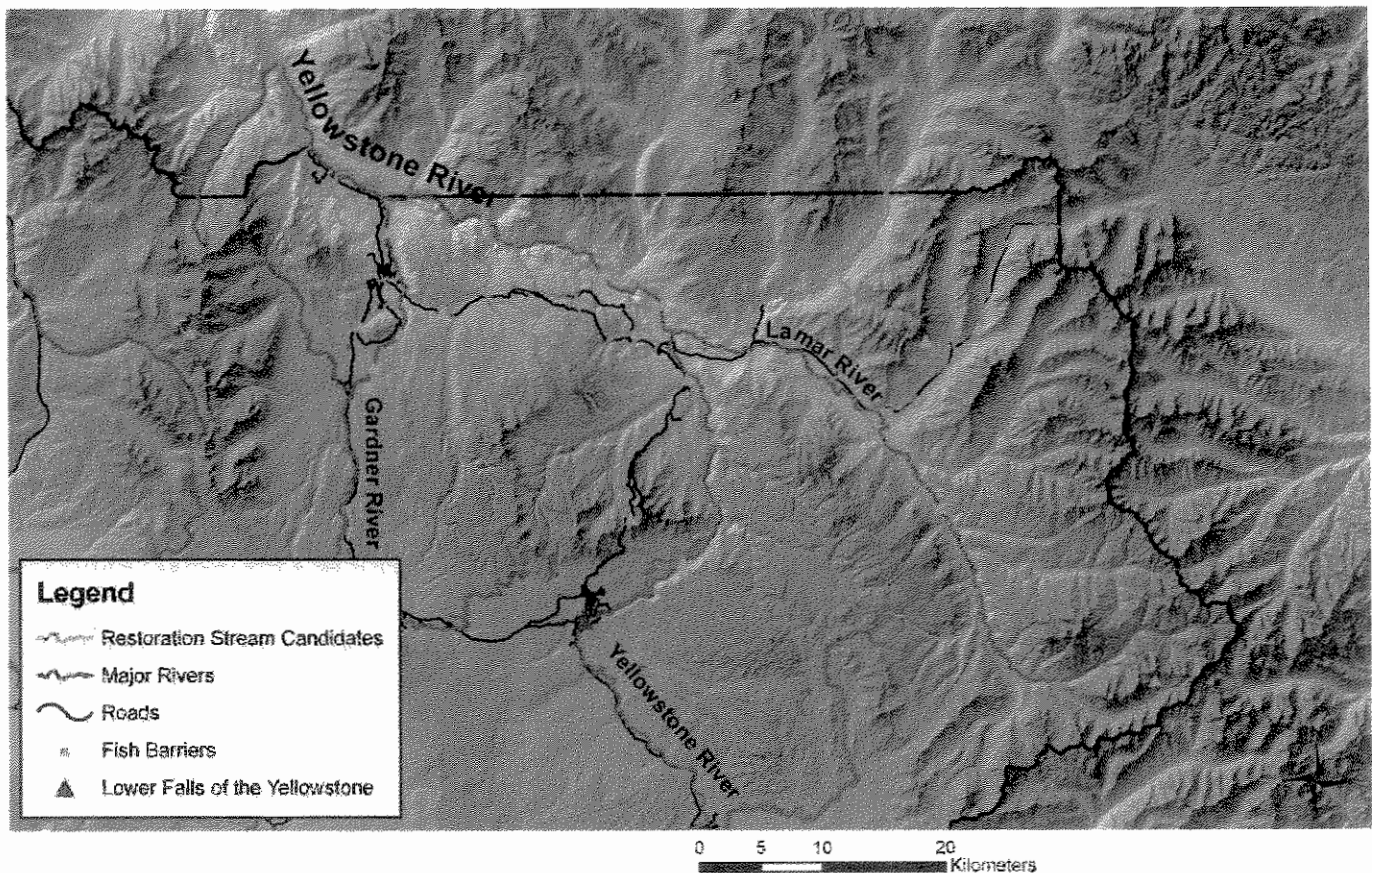 Yellowstone River
Lamar River
Gardner River
Yellowstone River
Legend
Restoration Stream Candidates
Major Rivers
Roads
Fish Barriers
Lower Falls of the Yellowstone
0 5 10 20
Kilometers